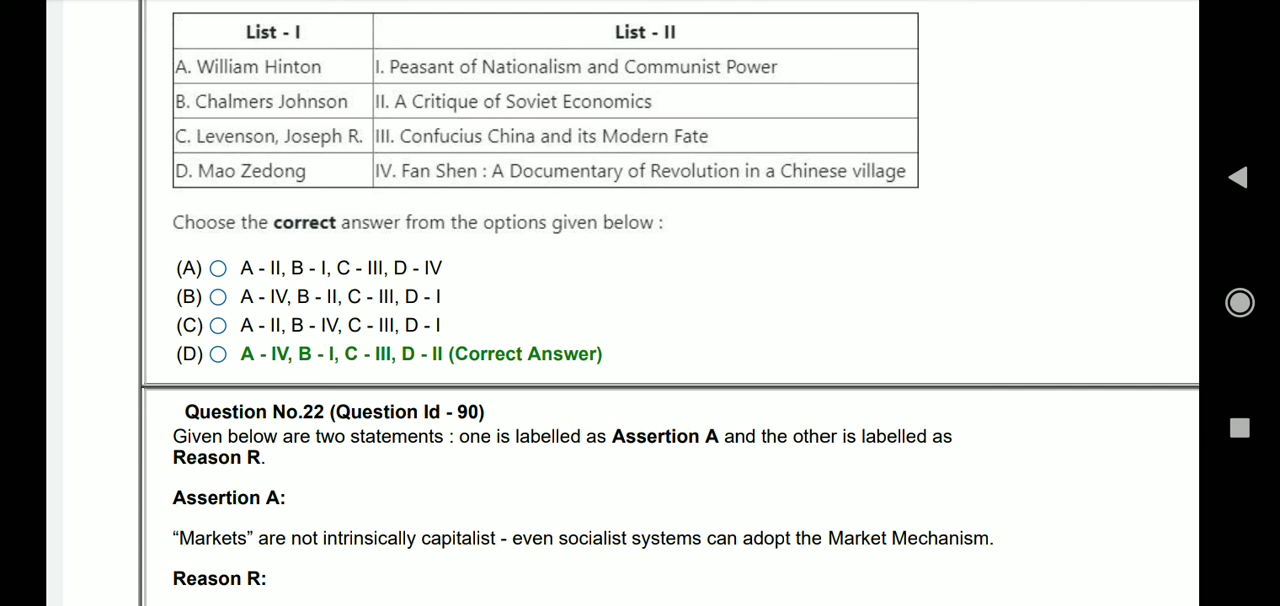 List - I List - II
A. William Hinton I. Peasant of Nationalism and Communist Power
B. Chalmers Johnson II. A Critique of Soviet Economics
C. Levenson, Joseph R. III. Confucius China and its Modern Fate
D. Mao Zedong IV. Fan Shen : A Documentary of Revolution in a Chinese village
Choose the correct answer from the options given below :
(A) A - II, B - I, C - III, D - IV
(B) A - IV, B - II, C - III, D - I
(C) A - II, B - IV, C - III, D - I
(D) A - IV, B - I, C - III, D - II (Correct Answer)
Question No.22 (Question Id - 90)
Given below are two statements : one is labelled as Assertion A and the other is labelled as
Reason R.
Assertion A:
“Markets” are not intrinsically capitalist - even socialist systems can adopt the Market Mechanism.
Reason R: